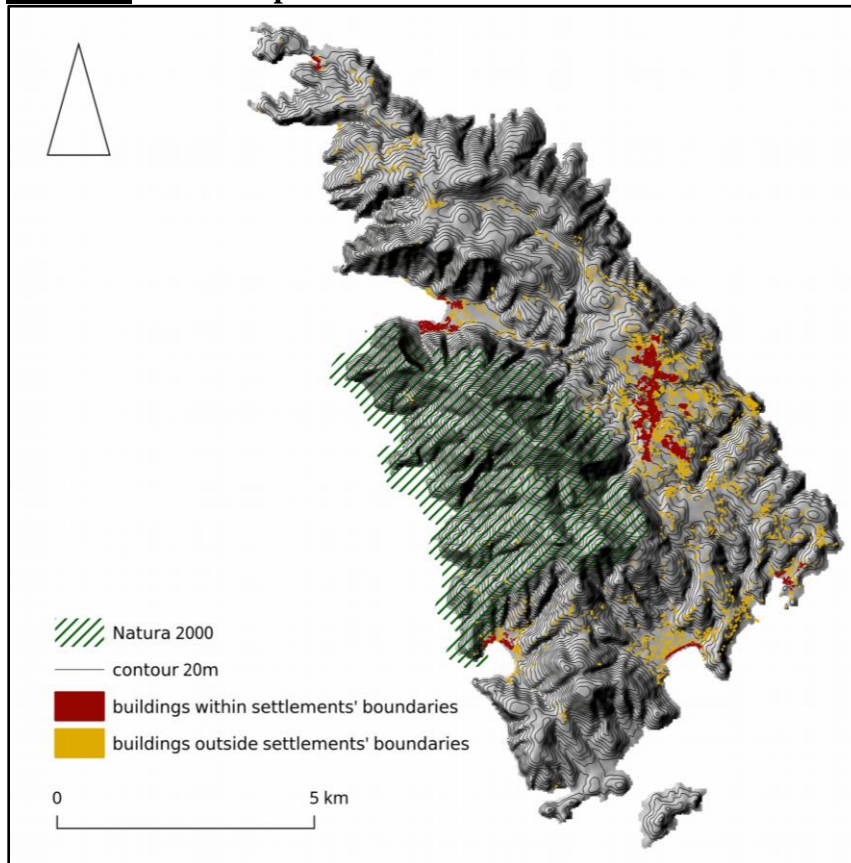 Natura 2000
contour 20m
buildings within settlements' boundaries
buildings outside settlements' boundaries
0 5 km